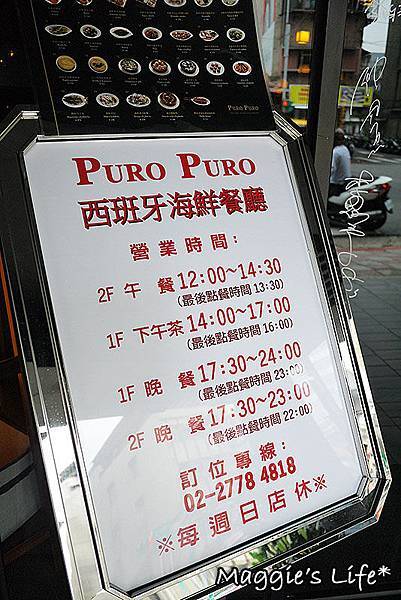 PURO PURO
PURO PURO
西班牙海鮮餐廳
營業時間：
2F 午 餐 12:00~14:30
(最後點餐時間 13:30)
1F 下午茶 14:00~17:00
(最後點餐時間 16:00)
1F 晚 餐 17:30~24:00
(最後點餐時間 23:00)
2F 晚 餐 17:30~23:00
(最後點餐時間 22:00)
訂位專線：
02-2778 4818
※每週日店休※
Maggie's Life*